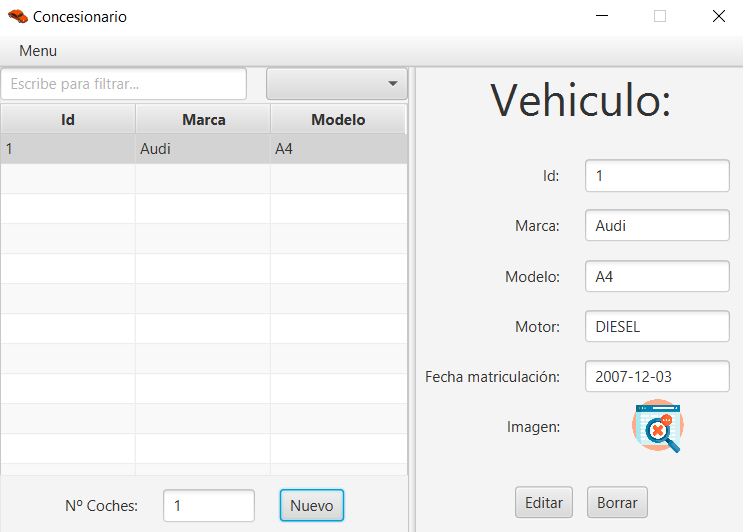 Concesionario
Menu
Escribe para filtrar...
Id Marca Modelo
1 Audi A4
Nº Coches: 1 Nuevo
Vehiculo:
Id: 1
Marca: Audi
Modelo: A4
Motor: DIESEL
Fecha matriculación: 2007-12-03
Imagen:
Editar Borrar